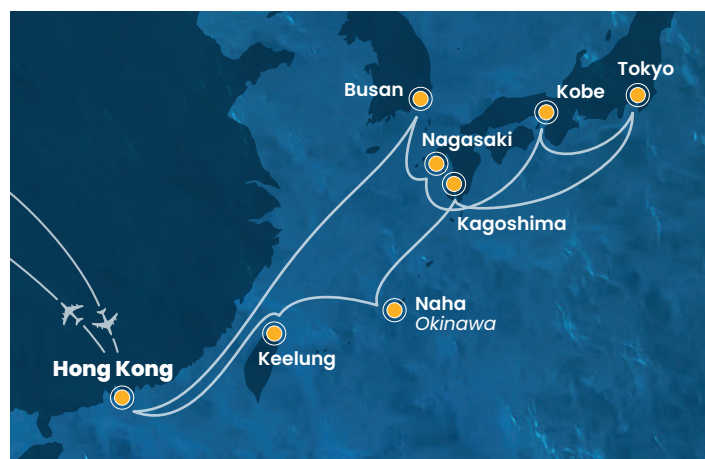 Tokyo
Busan
Kobe
Nagasaki
Kagoshima
Naha
Okinawa
Keelung
Hong Kong